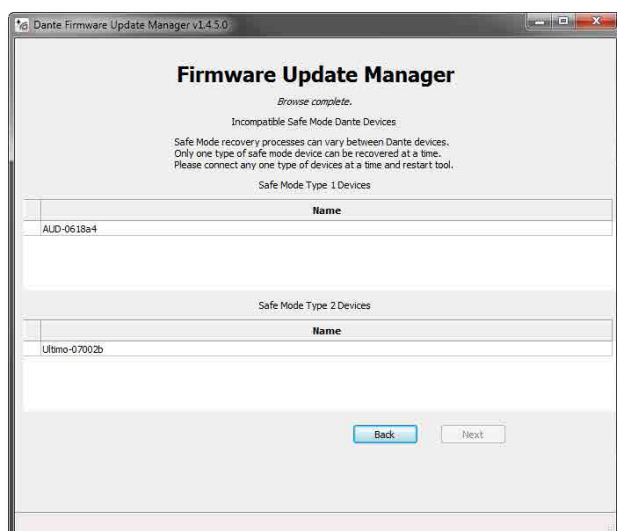 Dante Firmware Update Manager v1.4.5.0
Firmware Update Manager
Browse complete.
Incompatible Safe Mode Dante Devices
Safe Mode recovery processes can vary between Dante devices.
Only one type of safe mode device can be recovered at a time.
Please connect any one type of devices at a time and restart tool.
Safe Mode Type 1 Devices
Name
AUD-0618a4
Safe Mode Type 2 Devices
Name
Ultimo-07002b
Back
Next